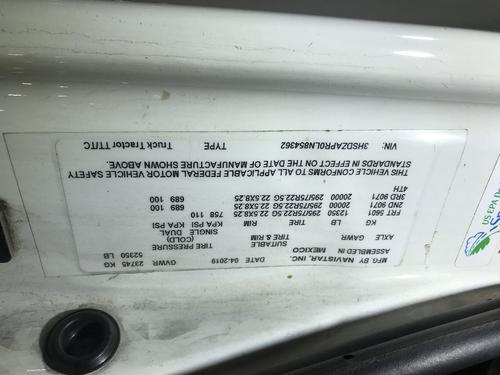 MFG. BY NAVISTAR, INC. DATE 04-2019 GVWR 23745 KG
ASSEMBLED IN MEXICO 52350 LB
SUITABLE TIRE PRESSURE
AXLE GAWR TIRE & RIM (COLD)
KG LB TIRE RIM SINGLE DUAL
KPA PSI KPA PSI
FRT 5601 12350 295/75R22.5G 22.5X8.25 758 110
2ND 9071 20000 295/75R22.5G 22.5X8.25 689 100
3RD 9071 20000 295/75R22.5G 22.5X8.25 689 100
4TH
THIS VEHICLE CONFORMS TO ALL APPLICABLE FEDERAL MOTOR VEHICLE SAFETY
STANDARDS IN EFFECT ON THE DATE OF MANUFACTURE SHOWN ABOVE.
VIN: 3HSDZAPR0LN854362 TYPE Truck Tractor TT/TC
US EPA